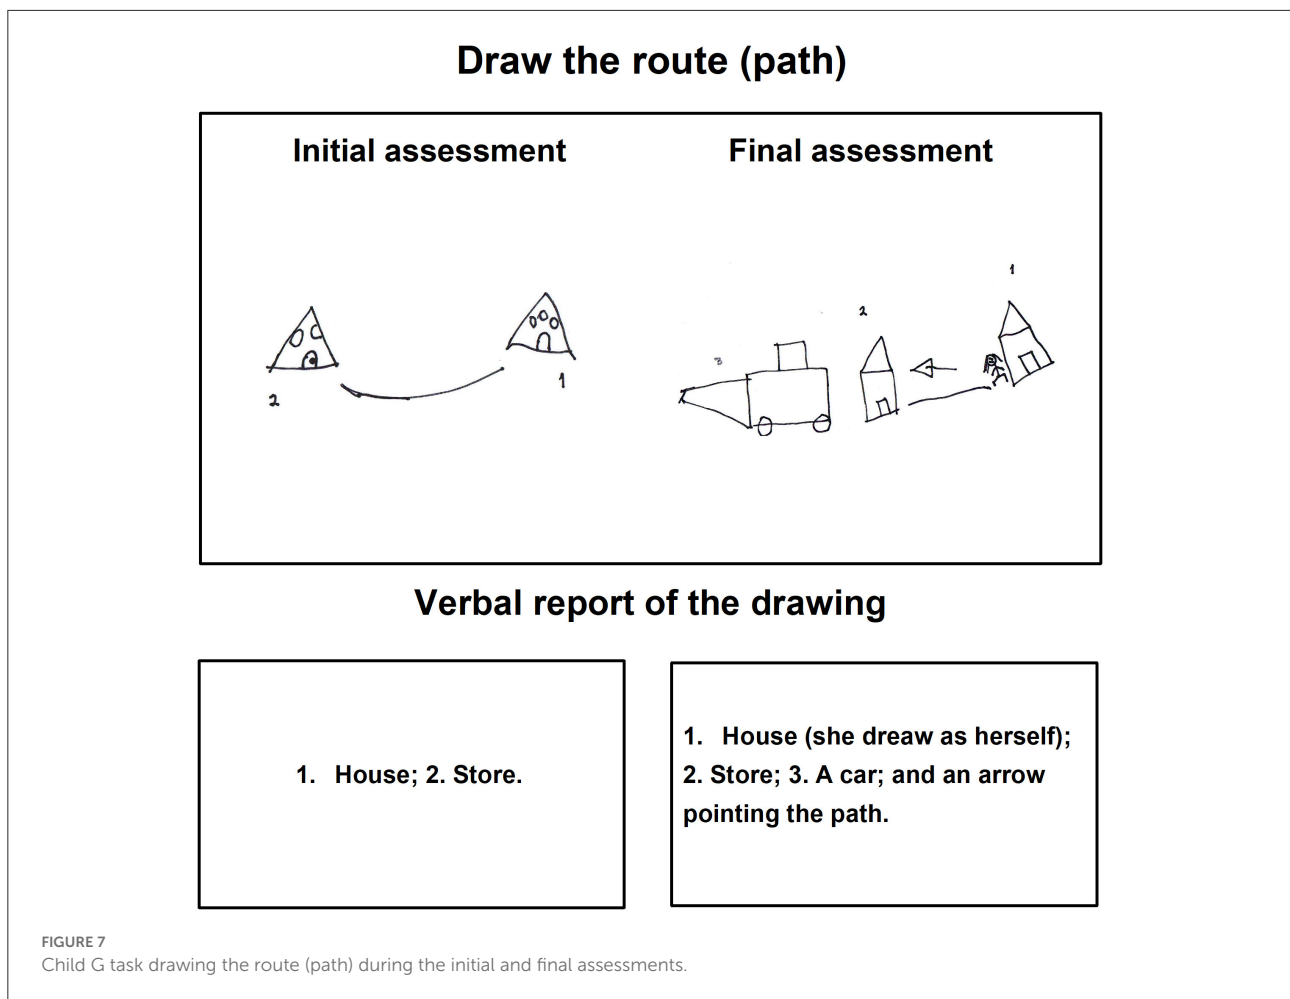 Draw the route (path)
Initial assessment
Final assessment
1
2
3
2
1
Verbal report of the drawing
1. House; 2. Store.
1. House (she dreaw as herself);
2. Store; 3. A car; and an arrow
pointing the path.
FIGURE 7
Child G task drawing the route (path) during the initial and final assessments.